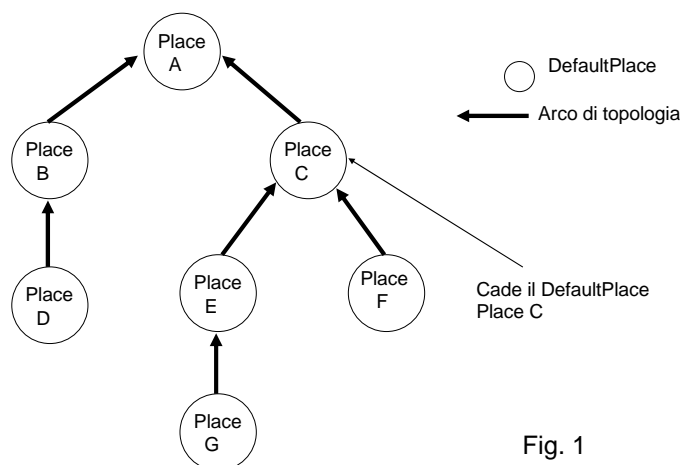 Place
A
DefaultPlace
Arco di topologia
Place
B
Place
C
Place
D
Place
E
Place
F
Cade il DefaultPlace
Place C
Place
G
Fig. 1